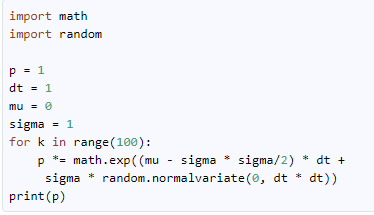 import math
import random
p = 1
dt = 1
mu = 0
sigma = 1
for k in range(100):
    p *= math.exp((mu - sigma * sigma/2) * dt +
     sigma * random.normalvariate(0, dt * dt))
print(p)